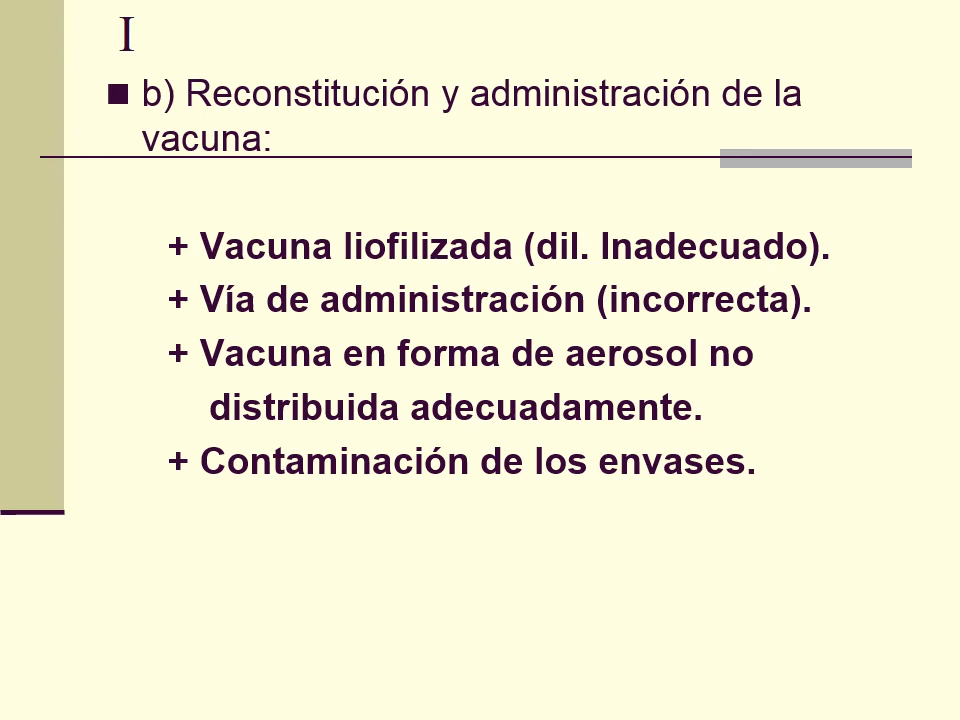 I
b) Reconstitución y administración de la
vacuna:
+ Vacuna liofilizada (dil. Inadecuado).
+ Vía de administración (incorrecta).
+ Vacuna en forma de aerosol no
distribuida adecuadamente.
+ Contaminación de los envases.